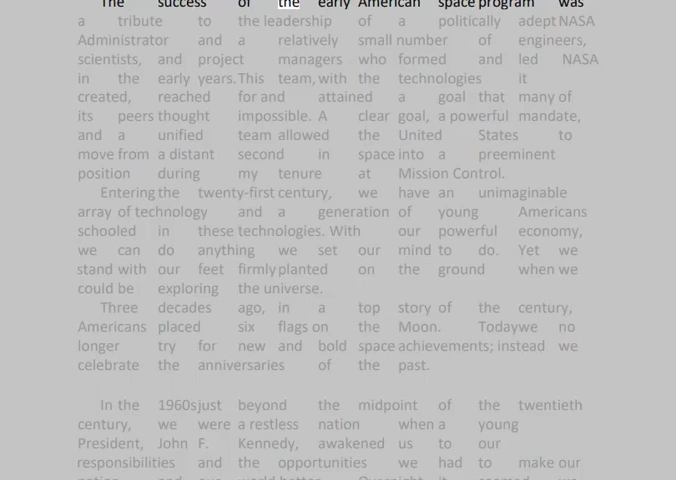 The success of the early American space program was
a tribute to the leadership of a politically adept NASA
Administrator and a relatively small number of engineers,
scientists, and project managers who formed and led NASA
in the early years. This team, with the technologies it
created, reached for and attained a goal that many of
its peers thought impossible. A clear goal, a powerful mandate,
and a unified team allowed the United States to
move from a distant second in space into a preeminent
position during my tenure at Mission Control.
Entering the twenty-first century, we have an unimaginable
array of technology and a generation of young Americans
schooled in these technologies. With our powerful economy,
we can do anything we set our mind to do. Yet we
stand with our feet firmly planted on the ground when we
could be exploring the universe.
Three decades ago, in a top story of the century,
Americans placed six flags on the Moon. Today we no
longer try for new and bold space achievements; instead we
celebrate the anniversaries of the past.
In the 1960s just beyond the midpoint of the twentieth
century, we were a restless nation when a young
President, John F. Kennedy, awakened us to our
responsibilities and the opportunities we had to make our